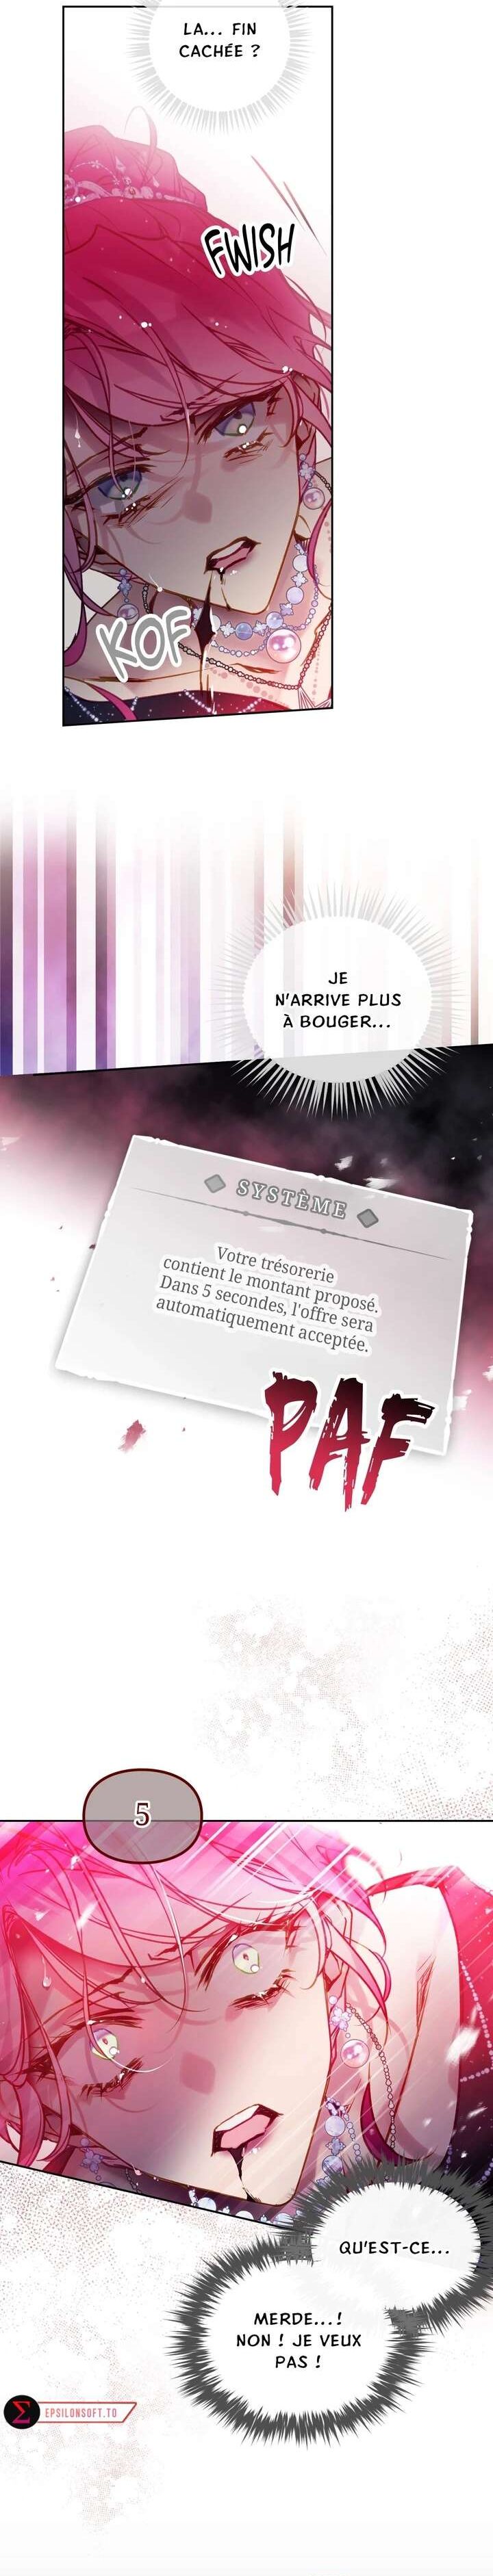 LA... FIN
CACHÉE ?
FWISH
KOF
JE
N'ARRIVE PLUS
À BOUGER...
SYSTÈME
Votre trésorerie
contient le montant proposé.
Dans 5 secondes, l'offre sera
automatiquement acceptée.
PAF
5
QU'EST-CE...
MERDE...!
NON ! JE VEUX
PAS !
EPSILONSOFT.TO